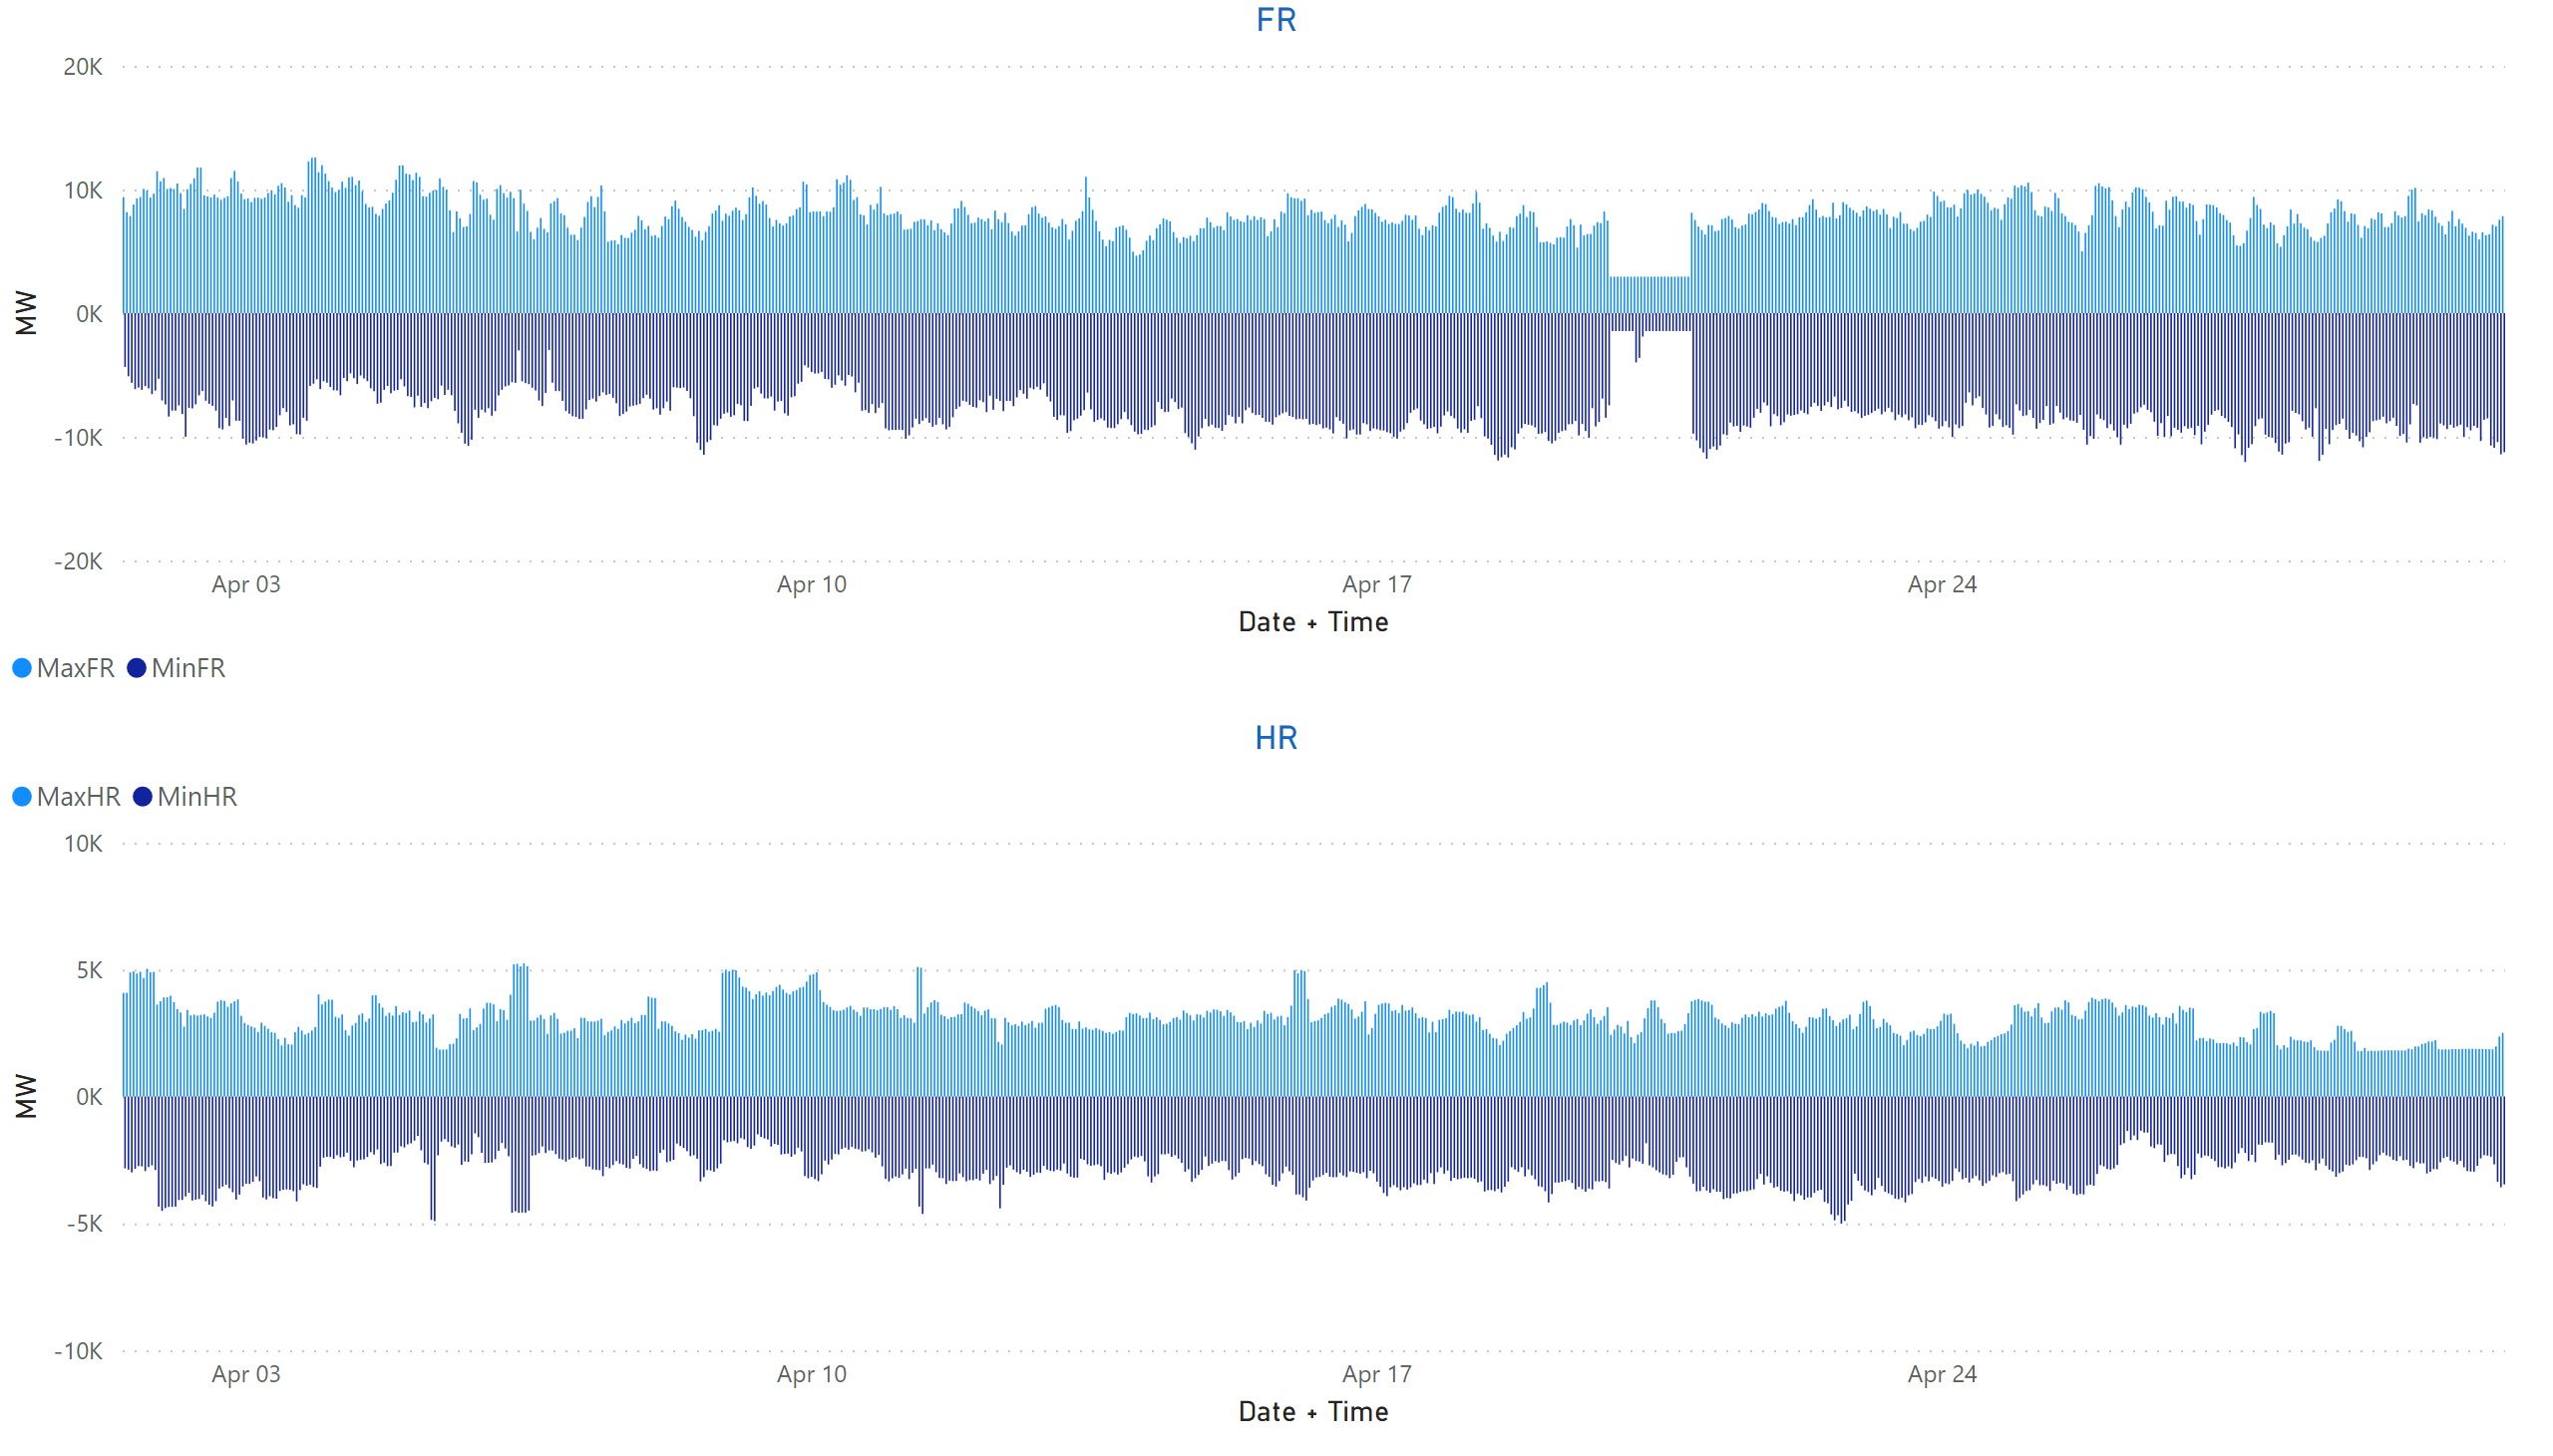 FR
20K
10K
0K
-10K
-20K
MW
Apr 03 Apr 10 Apr 17 Apr 24
Date + Time
MaxFR MinFR
HR
MaxHR MinHR
10K
5K
0K
-5K
-10K
MW
Apr 03 Apr 10 Apr 17 Apr 24
Date + Time